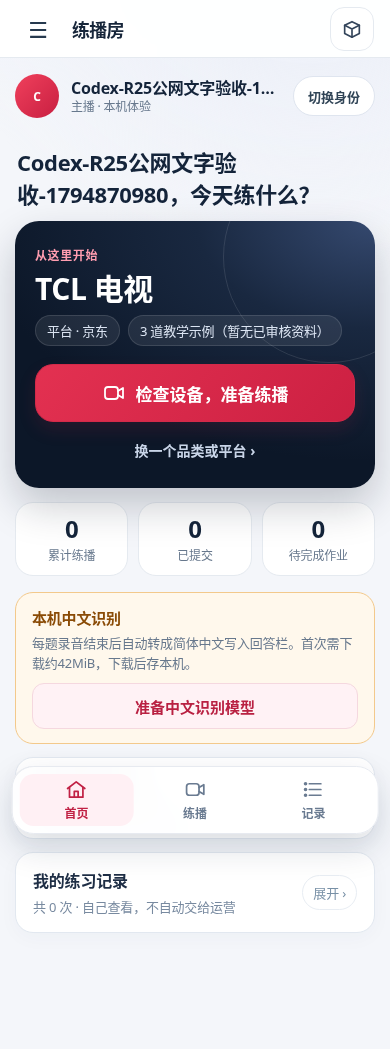 练播房
C
Codex-R25公网文字验收-1...
主播 · 本机体验
切换身份
Codex-R25公网文字验
收-1794870980，今天练什么？
从这里开始
TCL 电视
平台 · 京东
3 道教学示例（暂无已审核资料）
检查设备，准备练播
换一个品类或平台 ›
0
0
0
累计练播
已提交
待完成作业
本机中文识别
每题录音结束后自动转成简体中文写入回答栏。首次需下
载约42MiB，下载后存本机。
准备中文识别模型
首页
练播
记录
我的练习记录
共 0 次 · 自己查看，不自动交给运营
展开 ›